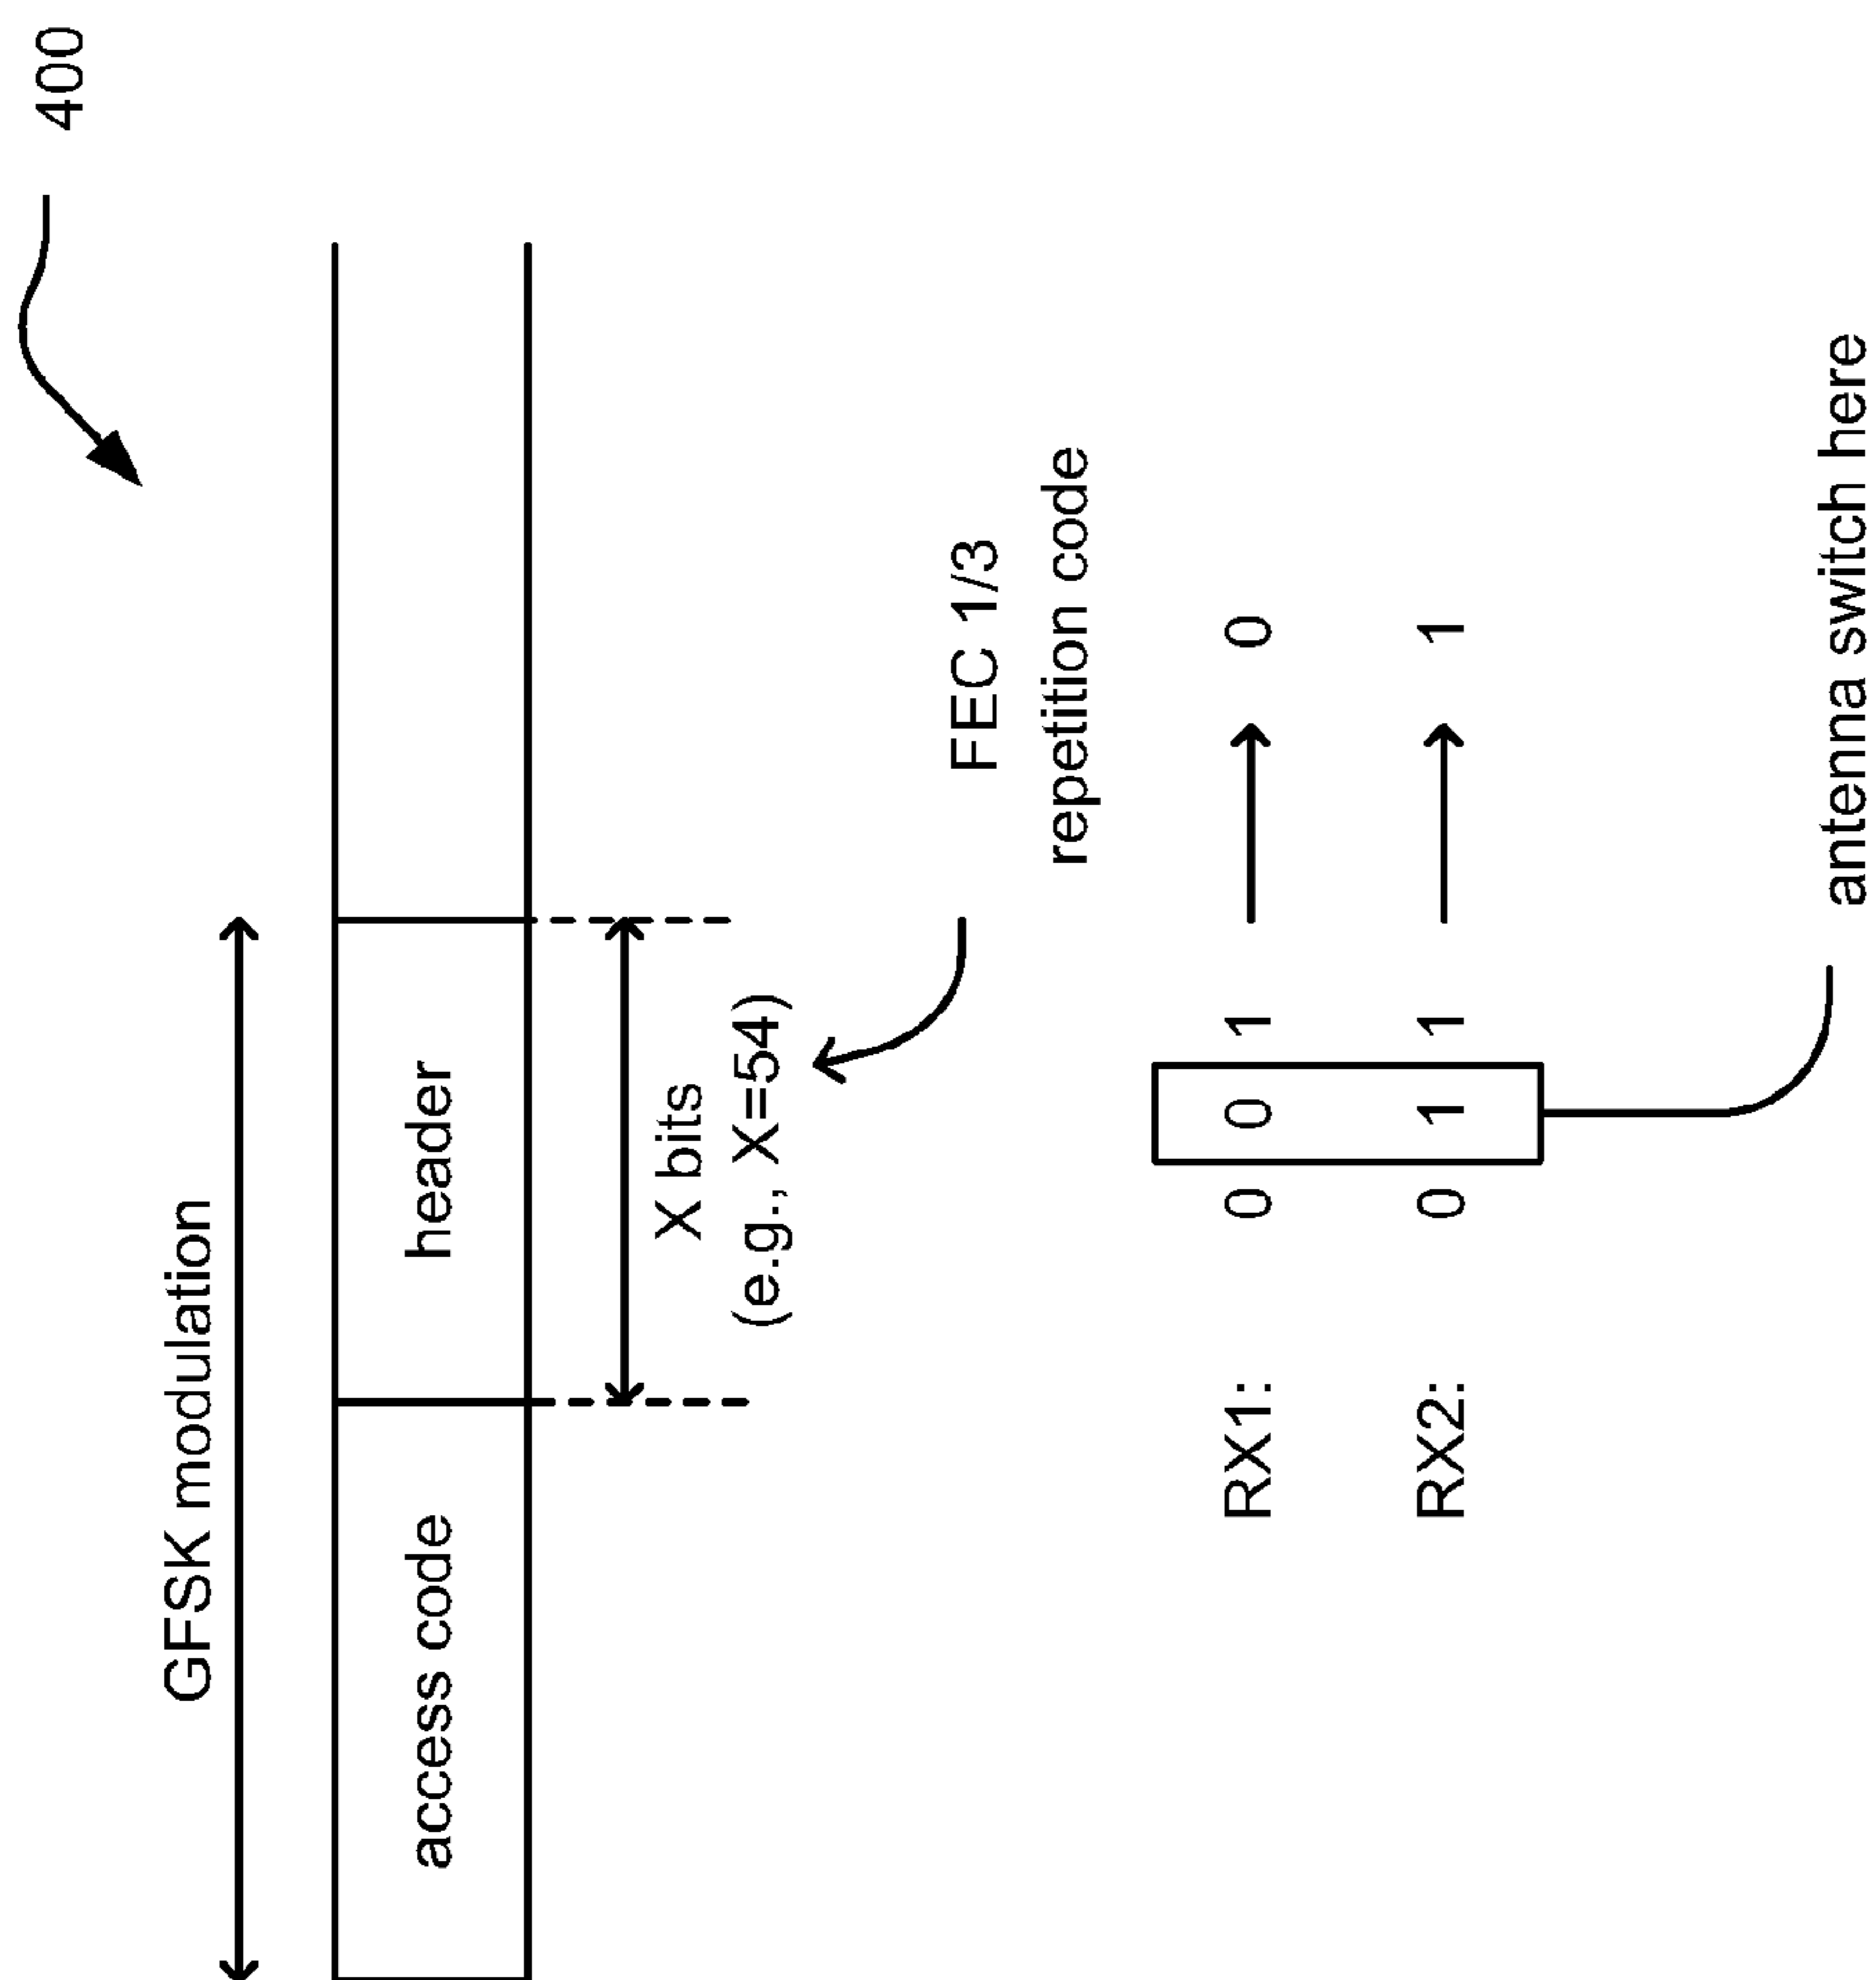 400
GFSK modulation
access code header
X bits
(e.g., X=54)
FEC 1/3
repetition code
RX1: 0 0 1 0
RX2: 0 1 1 1
antenna switch here